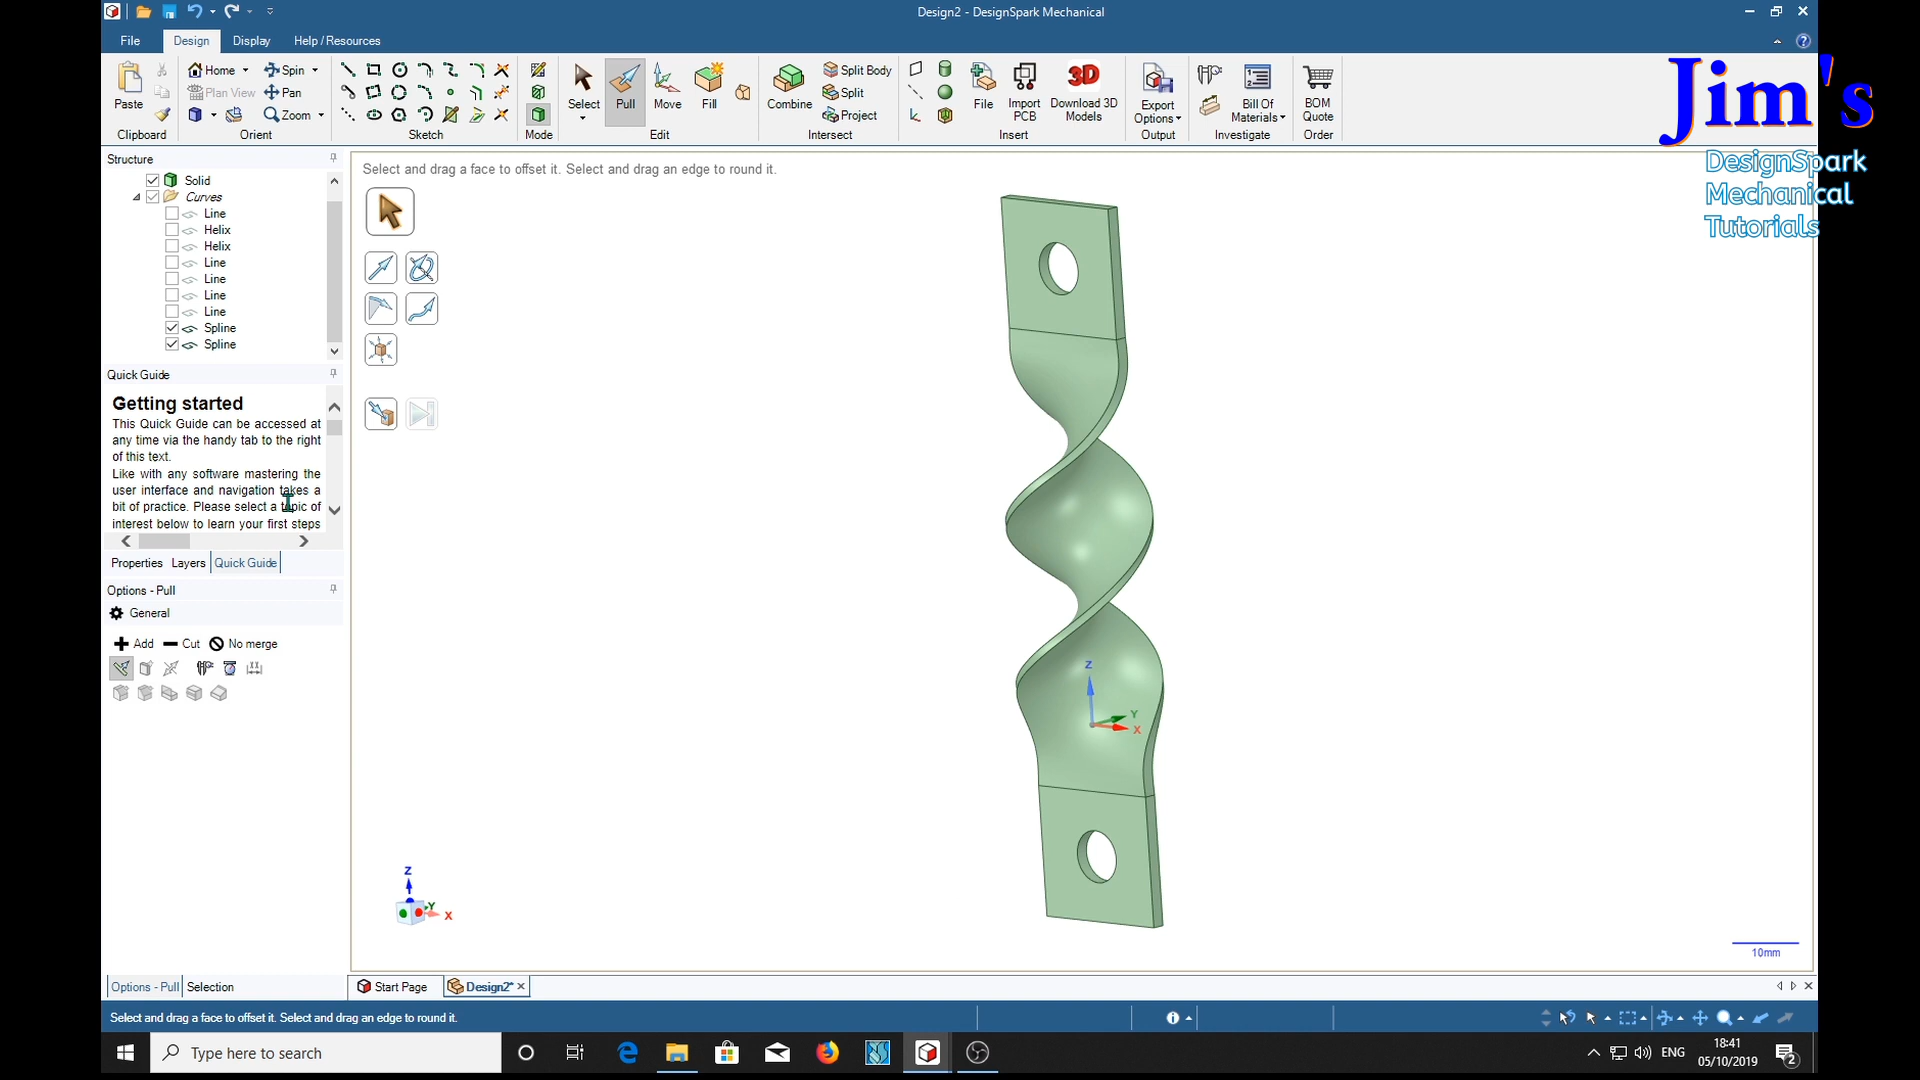 Design2 - DesignSpark Mechanical
File Design Display Help / Resources
Paste
Clipboard
Home Spin
Plan View Pan
Zoom
Orient
Sketch
Mode
Select Pull Move Fill
Edit
Combine
Split Body
Split
Project
Intersect
File
Import PCB
3D
Download 3D Models
Insert
Export Options
Output
Bill Of Materials
Investigate
BOM Quote
Order
Jim's
DesignSpark
Mechanical
Tutorials
Structure
Solid
Curves
Line
Helix
Helix
Line
Line
Line
Line
Spline
Spline
Quick Guide
Getting started
This Quick Guide can be accessed at
any time via the handy tab to the right
of this text.
Like with any software mastering the
user interface and navigation takes a
bit of practice. Please select a topic of
interest below to learn your first steps
Properties Layers Quick Guide
Options - Pull
General
Add Cut No merge
Options - Pull Selection
Select and drag a face to offset it. Select and drag an edge to round it.
Z
Y
X
Z
Y
X
10mm
Start Page Design2*
Select and drag a face to offset it. Select and drag an edge to round it.
Type here to search
ENG
18:41
05/10/2019
2